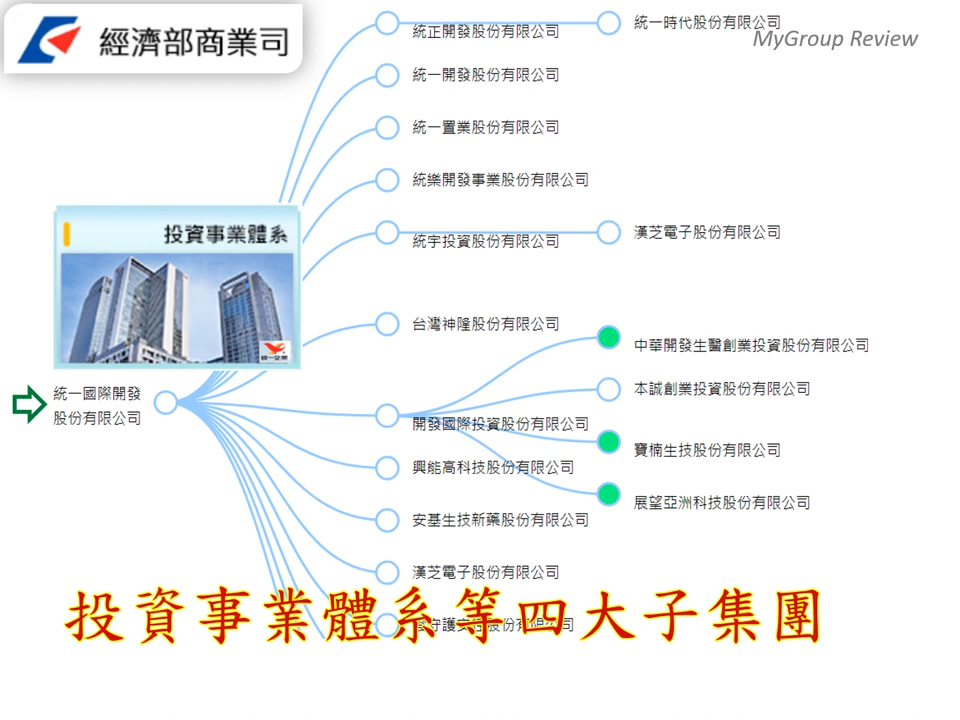 經濟部商業司
MyGroup Review
統正開發股份有限公司
統一時代股份有限公司
統一開發股份有限公司
統一置業股份有限公司
統樂開發事業股份有限公司
統宇投資股份有限公司
漢芝電子股份有限公司
投資事業體系
統一企業
台灣神隆股份有限公司
中華開發生醫創業投資股份有限公司
本誠創業投資股份有限公司
統一國際開發
股份有限公司
開發國際投資股份有限公司
寶楠生技股份有限公司
興能高科技股份有限公司
展望亞洲科技股份有限公司
安基生技新藥股份有限公司
漢芝電子股份有限公司
股份有限公司
投資事業體系等四大子集團